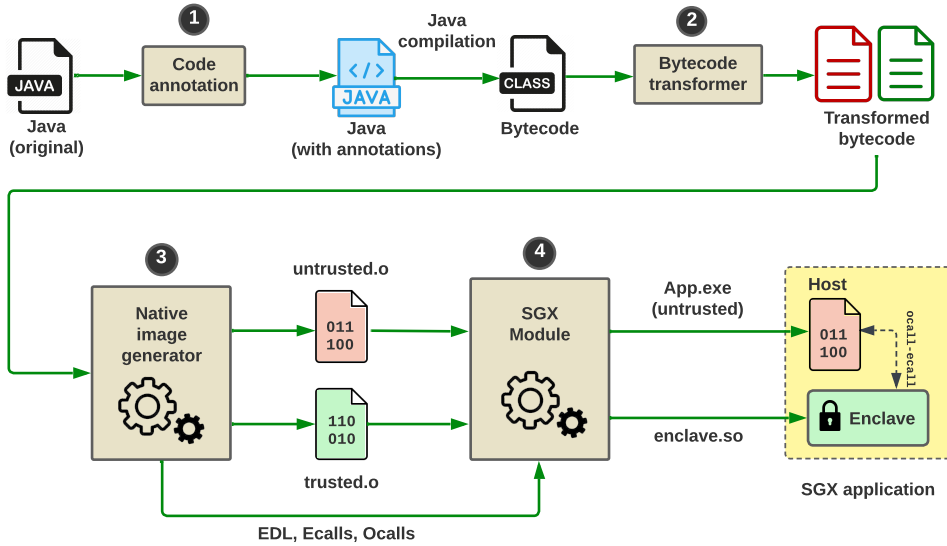 1
2
Java
compilation
JAVA
Code
annotation
</>
JAVA
CLASS
Bytecode
transformer
Java
(original)
Java
(with annotations)
Bytecode
Transformed
bytecode
3
4
untrusted.o
Native
image
generator
011
100
SGX
Module
App.exe
(untrusted)
Host
011
100
ocall-ecall
110
010
trusted.o
enclave.so
Enclave
SGX application
EDL, Ecalls, Ocalls